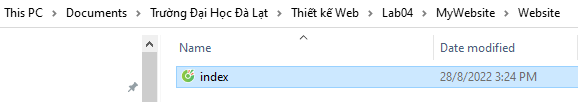 This PC > Documents > Trường Đại Học Đà Lạt > Thiết kế Web > Lab04 > MyWebsite > Website
Name Date modified
index 28/8/2022 3:24 PM